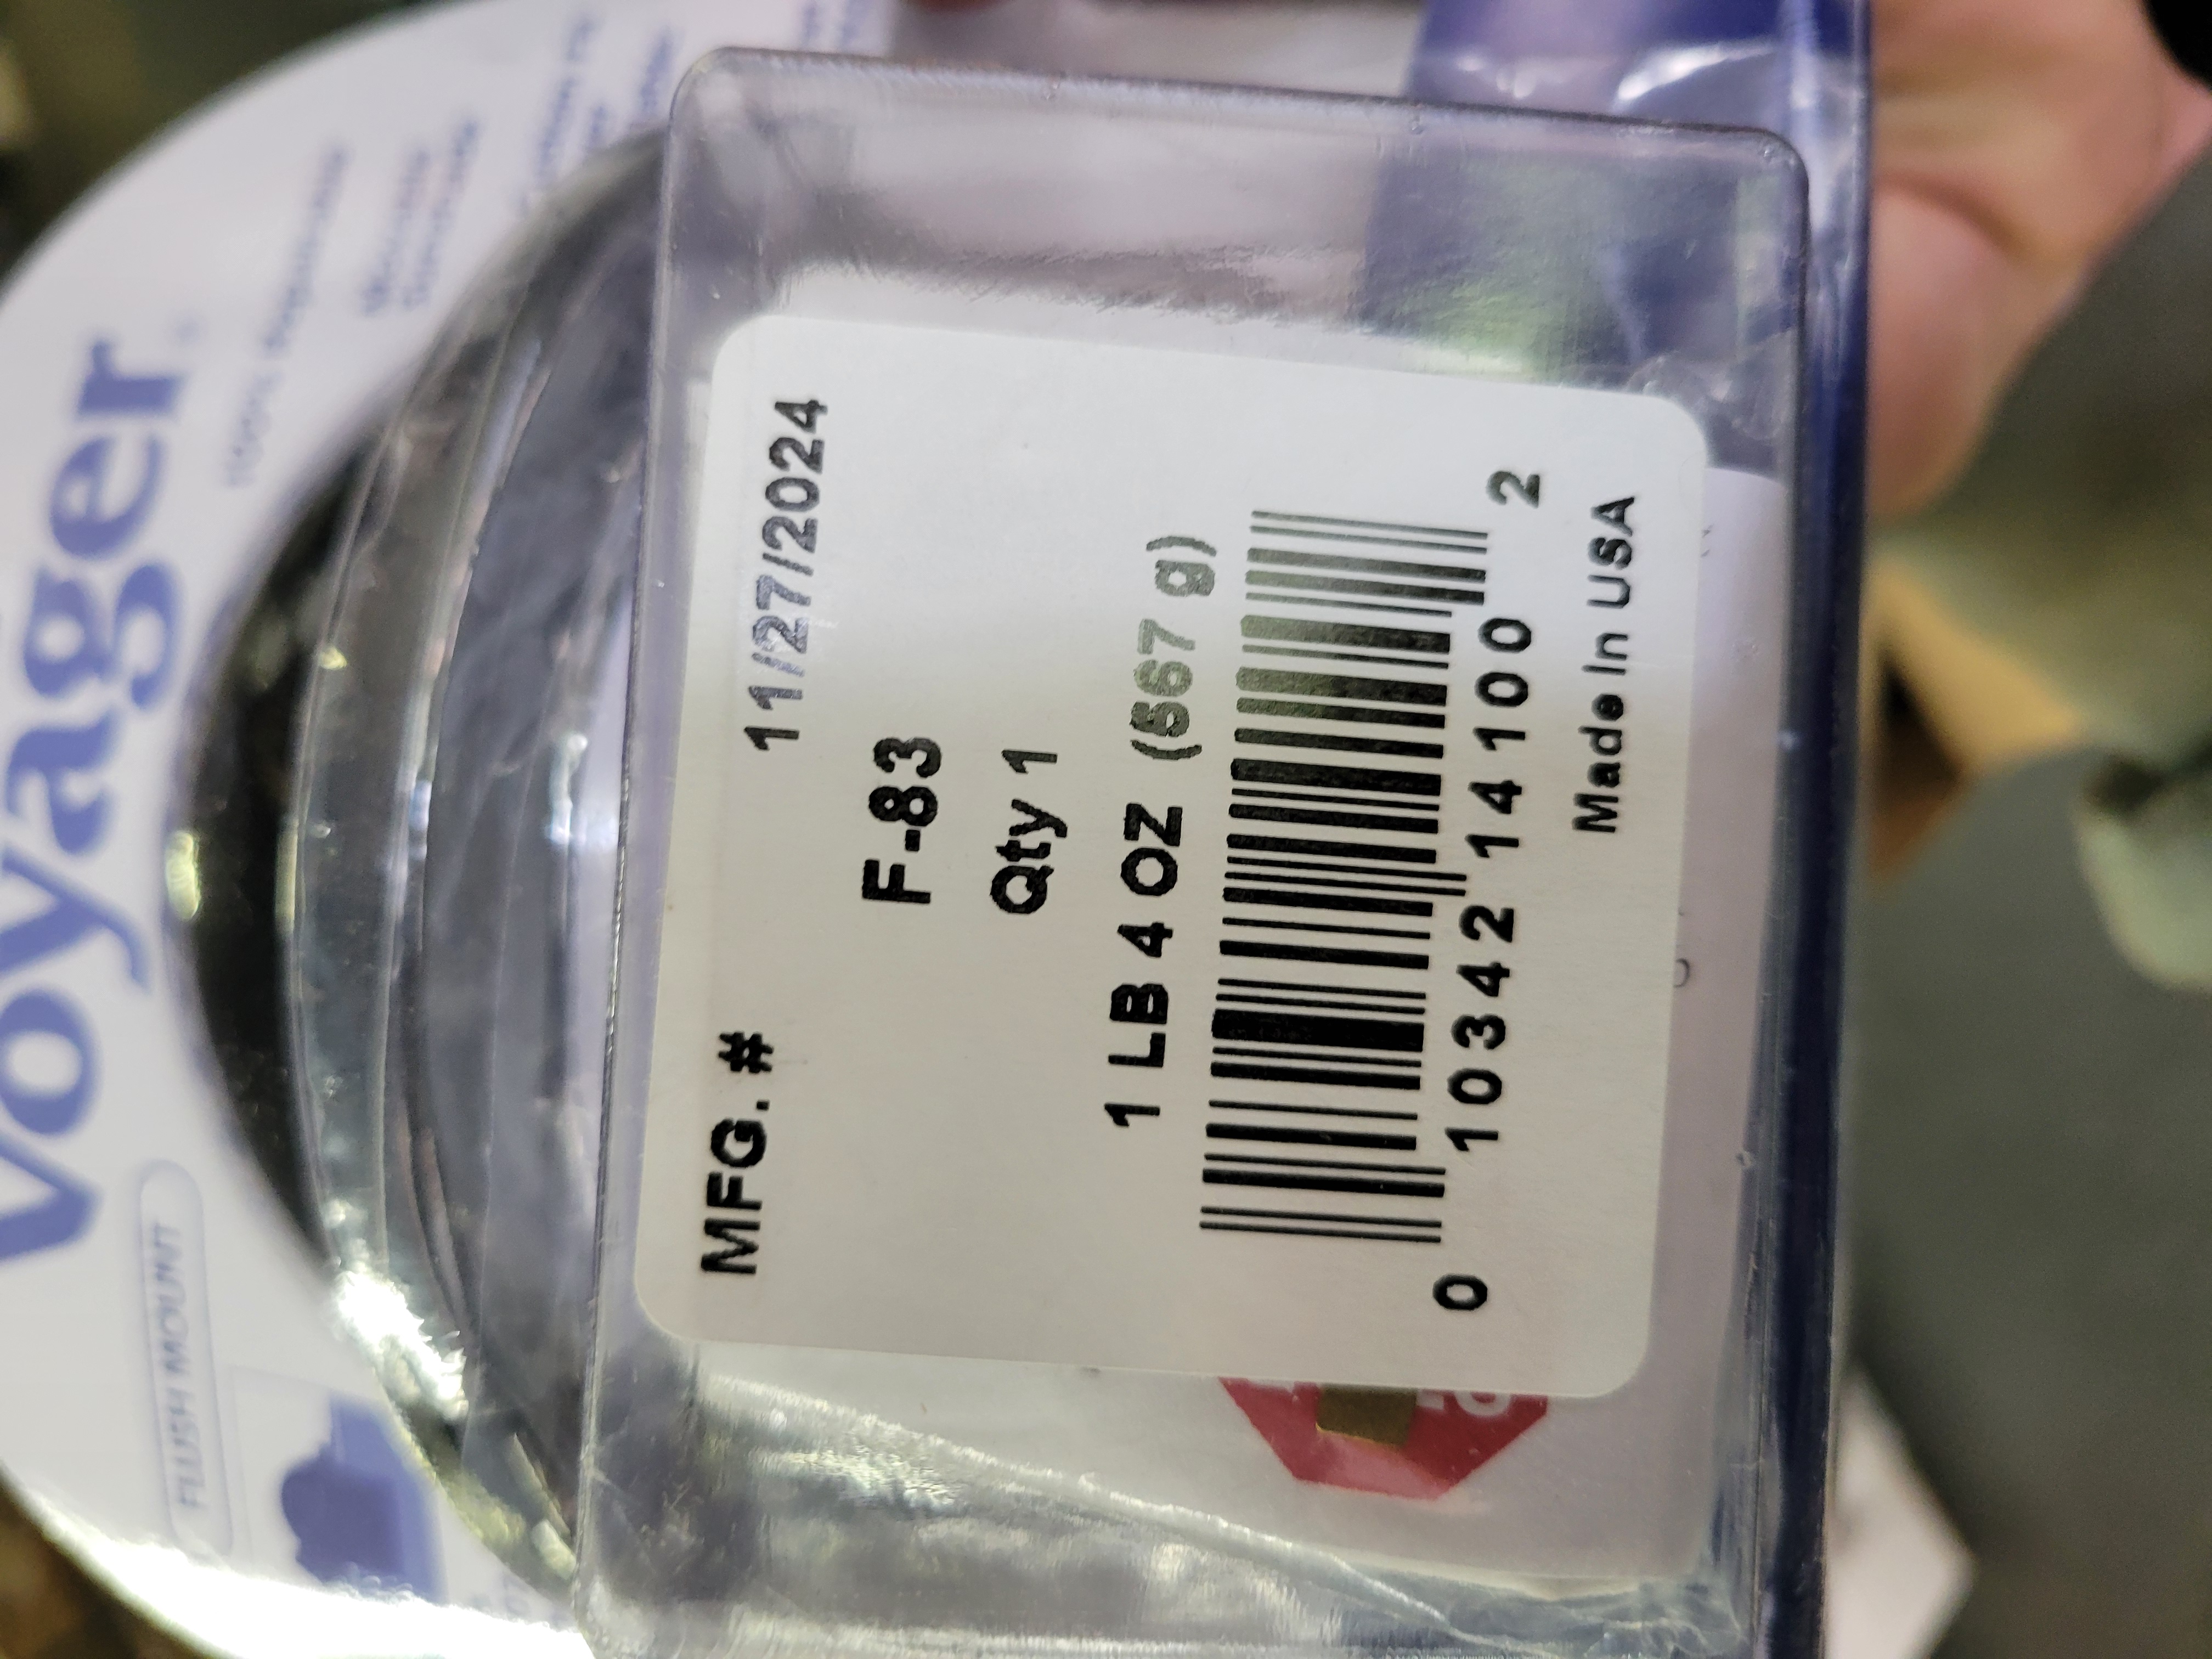 Voyager
FLUSH MOUNT
MFG. # 11/27/2024
F-83
Qty 1
1 LB 4 OZ (567 g)
0 10342 14100 2
Made In USA